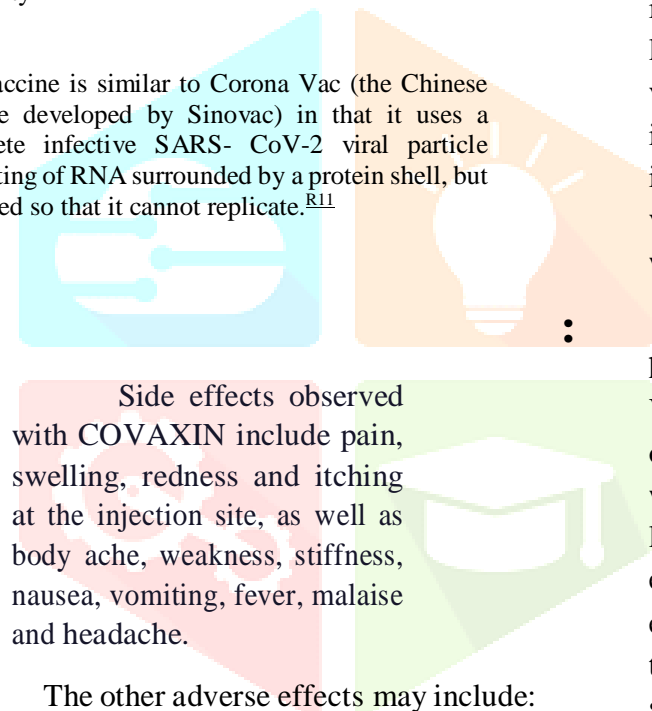 accine is similar to Corona Vac (the Chinese
e developed by Sinovac) in that it uses a
ete infective SARS- CoV-2 viral particle
ting of RNA surrounded by a protein shell, but
ed so that it cannot replicate.R11
:
Side effects observed
with COVAXIN include pain,
swelling, redness and itching
at the injection site, as well as
body ache, weakness, stiffness,
nausea, vomiting, fever, malaise
and headache.
The other adverse effects may include: